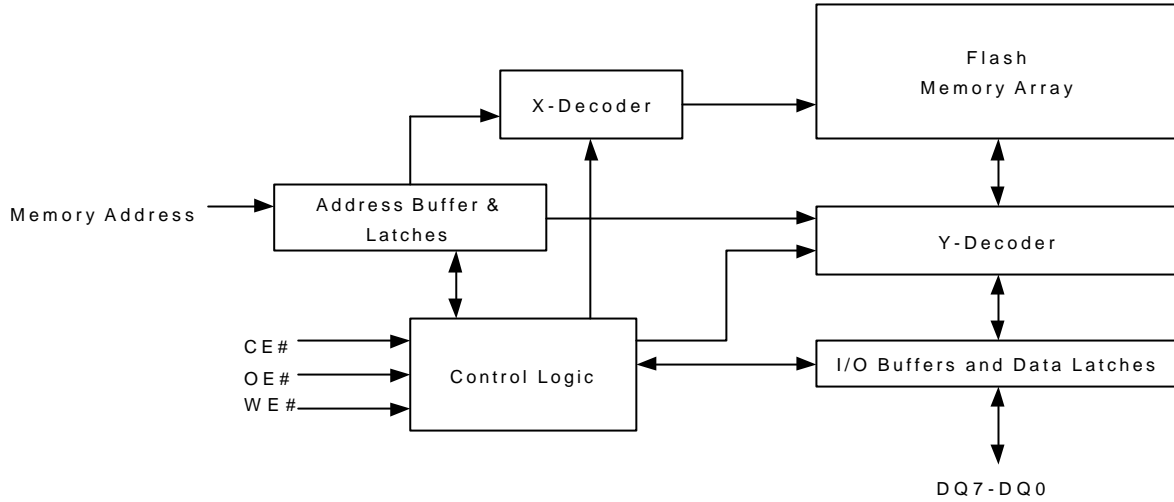 Flash
Memory Array
X-Decoder
Memory Address
Address Buffer &
Latches
Y-Decoder
CE#
OE#
WE#
Control Logic
I/O Buffers and Data Latches
DQ7-DQ0